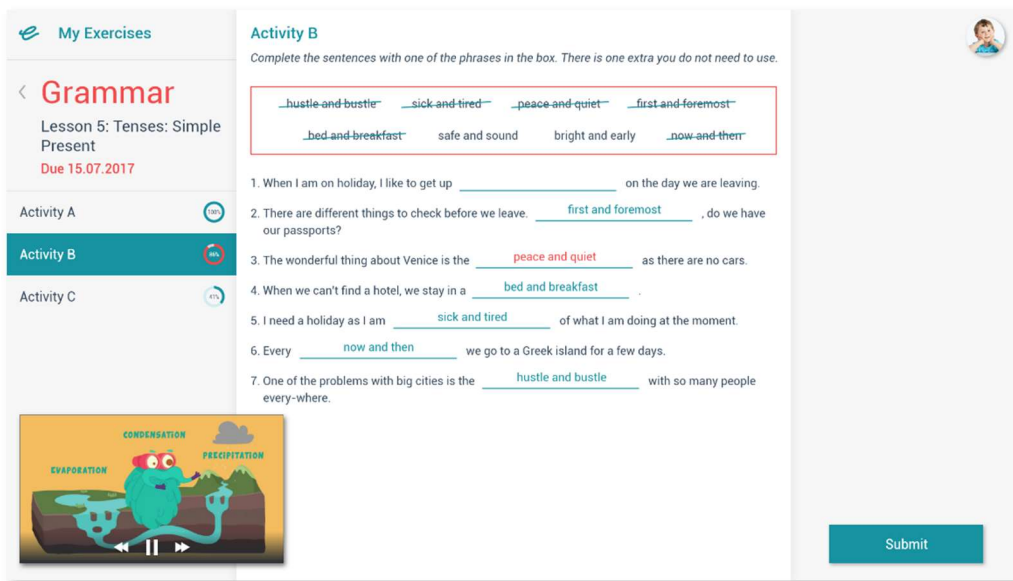 My Exercises
Grammar
Lesson 5: Tenses: Simple
Present
Due 15.07.2017
Activity A
100%
Activity B
86%
Activity C
41%
CONDENSATION
PRECIPITATION
EVAPORATION
Activity B
Complete the sentences with one of the phrases in the box. There is one extra you do not need to use.
hustle and bustle sick and tired peace and quiet first and foremost
bed and breakfast safe and sound bright and early now and then
1. When I am on holiday, I like to get up on the day we are leaving.
2. There are different things to check before we leave. first and foremost , do we have
our passports?
3. The wonderful thing about Venice is the peace and quiet as there are no cars.
4. When we can't find a hotel, we stay in a bed and breakfast .
5. I need a holiday as I am sick and tired of what I am doing at the moment.
6. Every now and then we go to a Greek island for a few days.
7. One of the problems with big cities is the hustle and bustle with so many people
every-where.
Submit